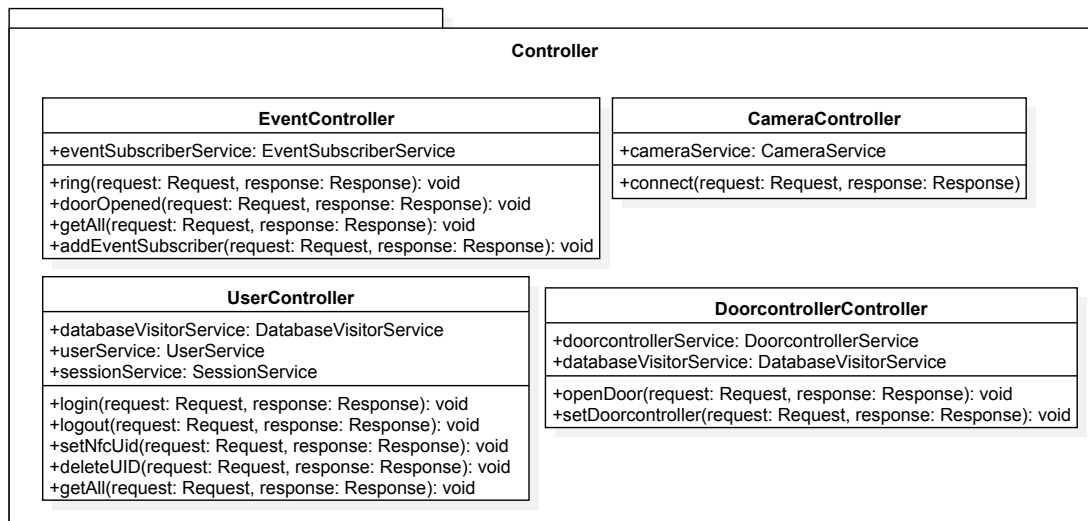 Controller
EventController
+eventSubscriberService: EventSubscriberService
+ring(request: Request, response: Response): void
+doorOpened(request: Request, response: Response): void
+getAll(request: Request, response: Response): void
+addEventSubscriber(request: Request, response: Response): void
CameraController
+cameraService: CameraService
+connect(request: Request, response: Response)
UserController
+databaseVisitorService: DatabaseVisitorService
+userService: UserService
+sessionService: SessionService
+login(request: Request, response: Response): void
+logout(request: Request, response: Response): void
+setNfcUid(request: Request, response: Response): void
+deleteUID(request: Request, response: Response): void
+getAll(request: Request, response: Response): void
DoorcontrollerController
+doorcontrollerService: DoorcontrollerService
+databaseVisitorService: DatabaseVisitorService
+openDoor(request: Request, response: Response): void
+setDoorcontroller(request: Request, response: Response): void